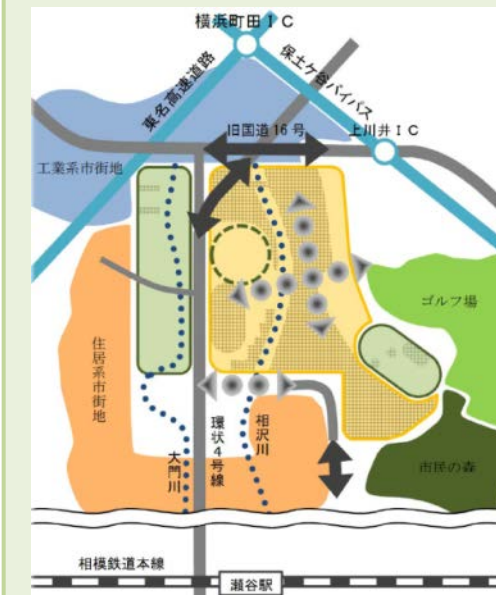 横浜町田ＩＣ
東名高速道路
保土ケ谷バイパス
旧国道16号
上川井ＩＣ
工業系市街地
ゴルフ場
住居系市街地
大門川
環状４号線
相沢川
市民の森
相模鉄道本線
瀬谷駅